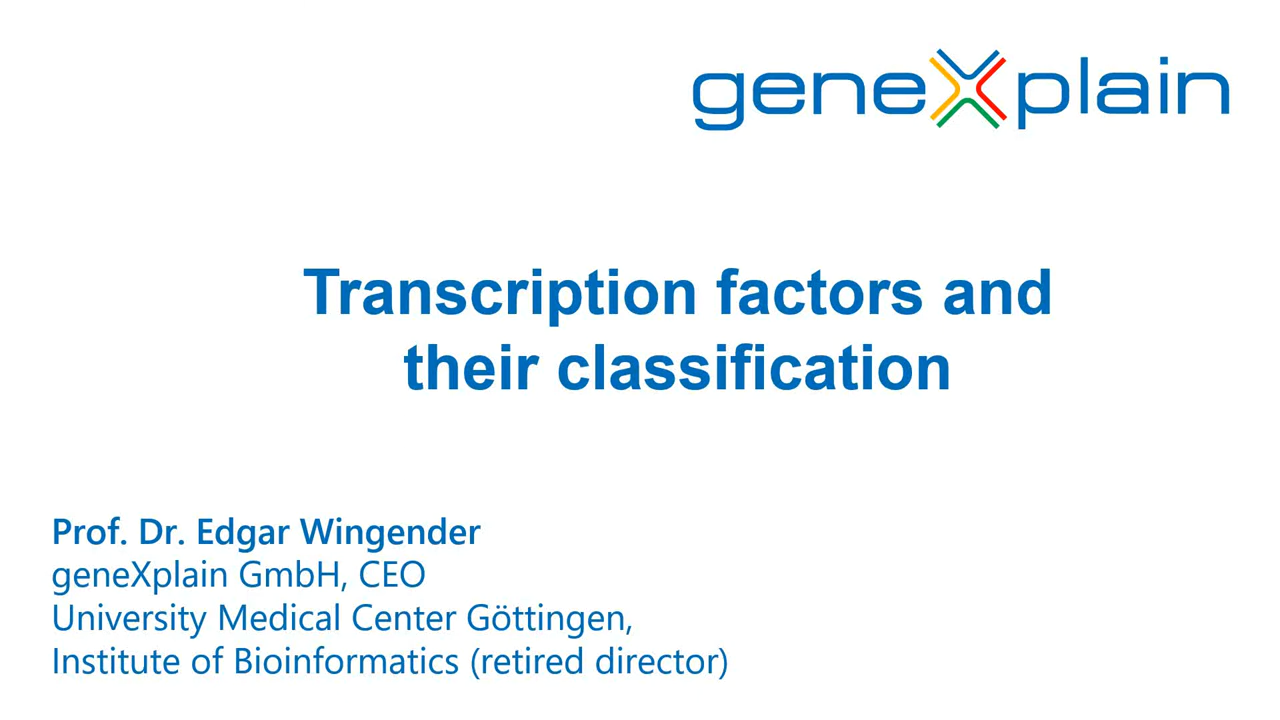 geneXplain
Transcription factors and
their classification
Prof. Dr. Edgar Wingender
geneXplain GmbH, CEO
University Medical Center Göttingen,
Institute of Bioinformatics (retired director)